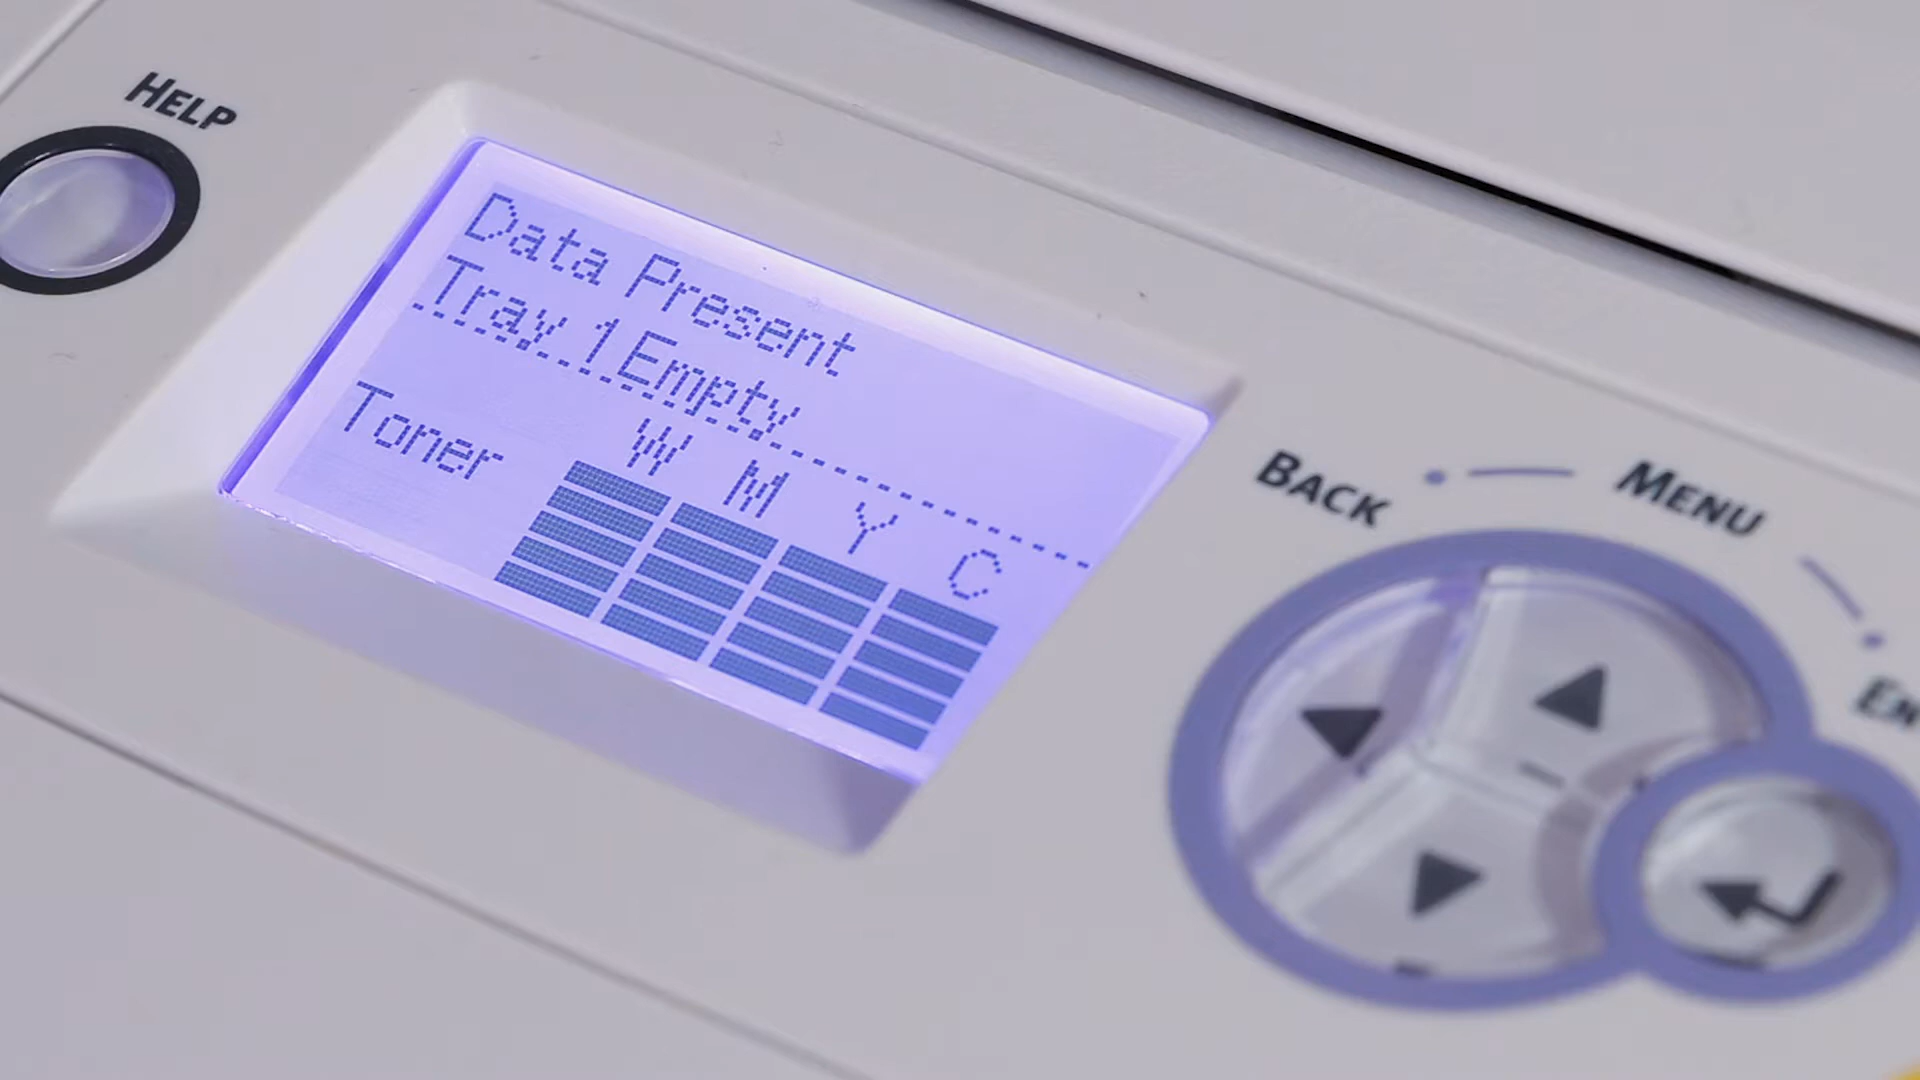 HELP
Data Present
Tray 1 Empty
Toner W M Y C
BACK
MENU